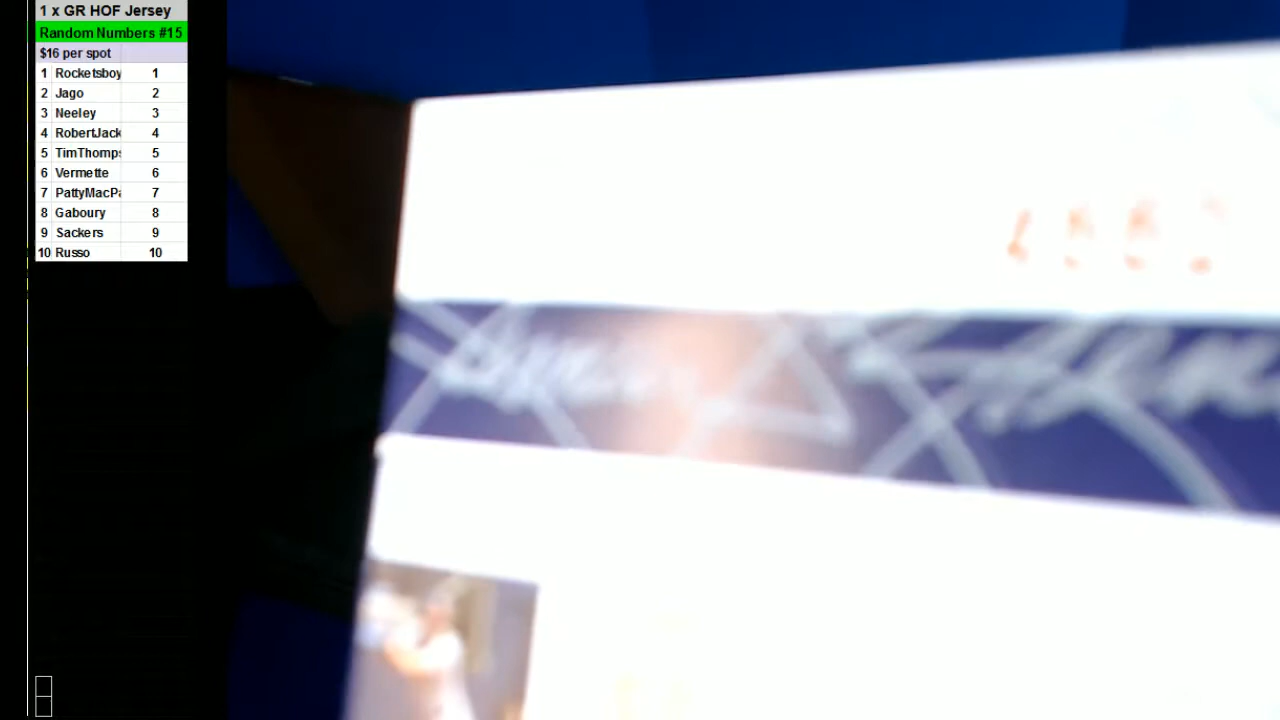 1 x GR HOF Jersey
Random Numbers #15
$16 per spot
1 Rocketsboy 1
2 Jago 2
3 Neeley 3
4 RobertJack 4
5 TimThomps 5
6 Vermette 6
7 PattyMacPa 7
8 Gaboury 8
9 Sackers 9
10 Russo 10